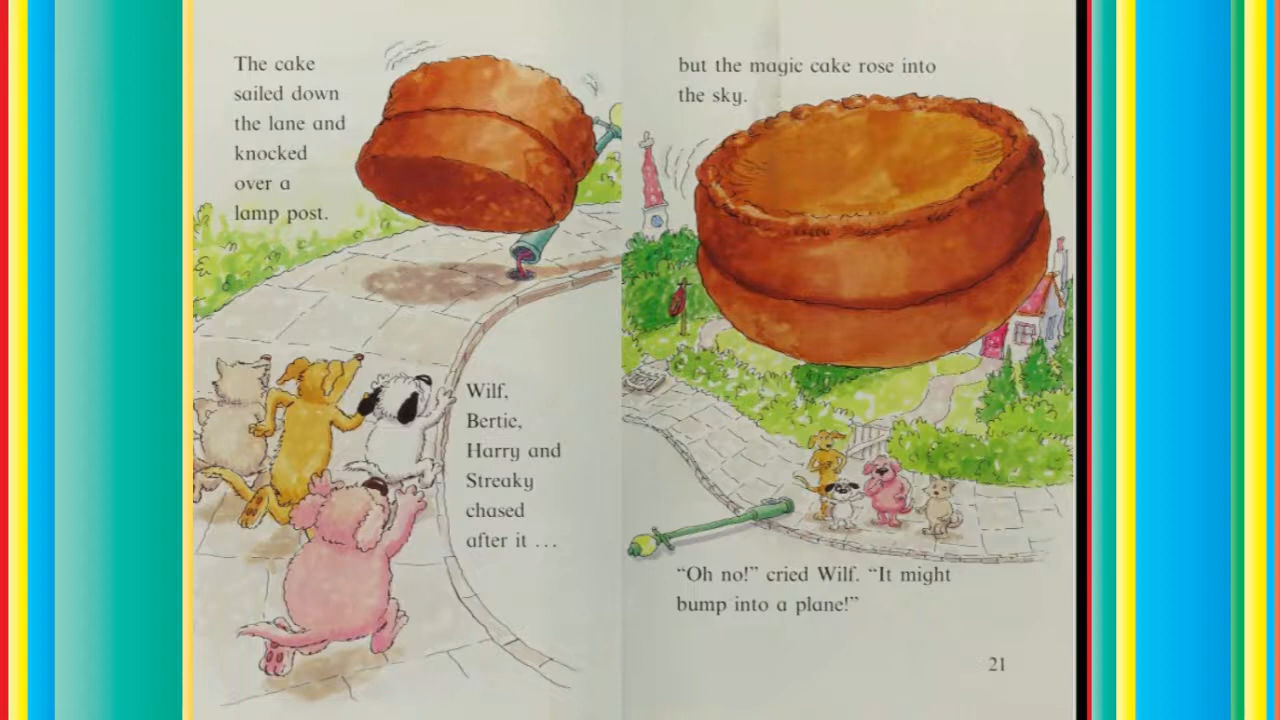 The cake
sailed down
the lane and
knocked
over a
lamp post.
Wilf,
Bertie,
Harry and
Streaky
chased
after it ...
but the magic cake rose into
the sky.
“Oh no!” cried Wilf. “It might
bump into a plane!”
21